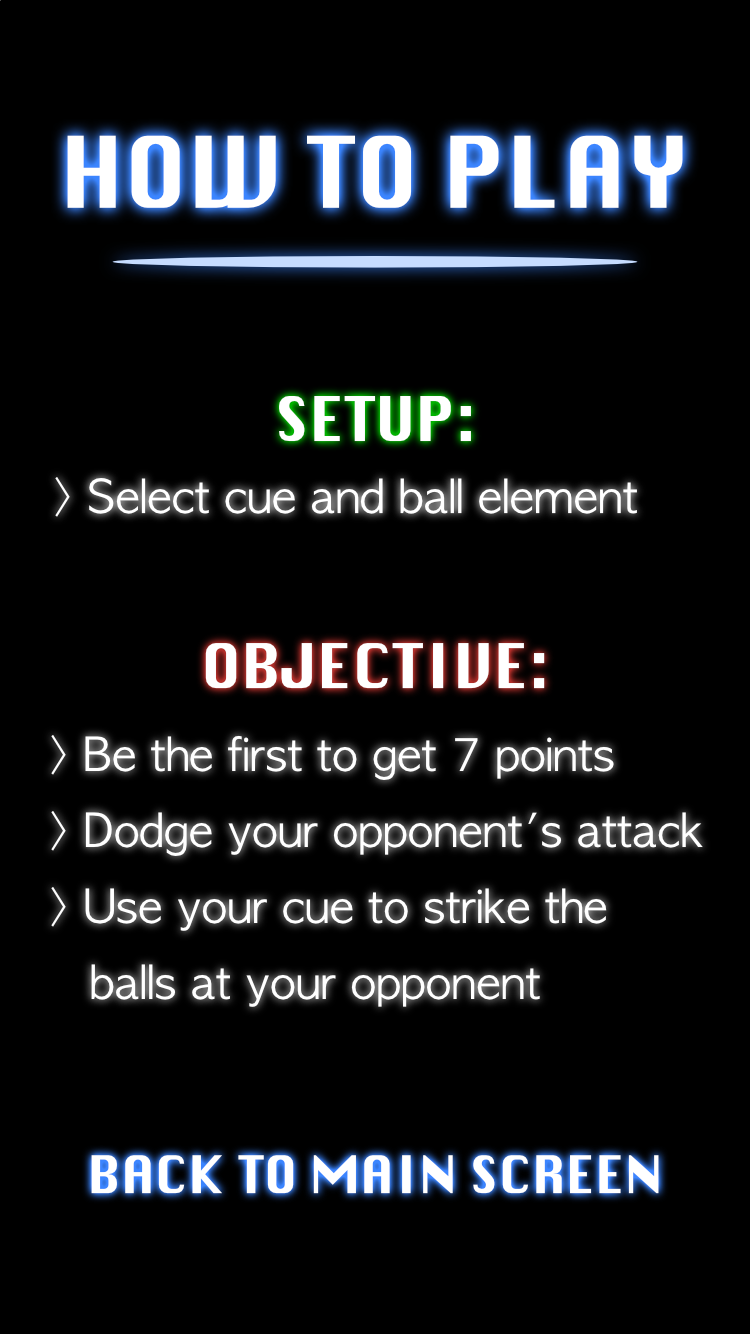 HOW TO PLAY
SETUP:
〉Select cue and ball element
OBJECTIVE:
〉Be the first to get 7 points
〉Dodge your opponent´s attack
〉Use your cue to strike the
balls at your opponent
BACK TO MAIN SCREEN